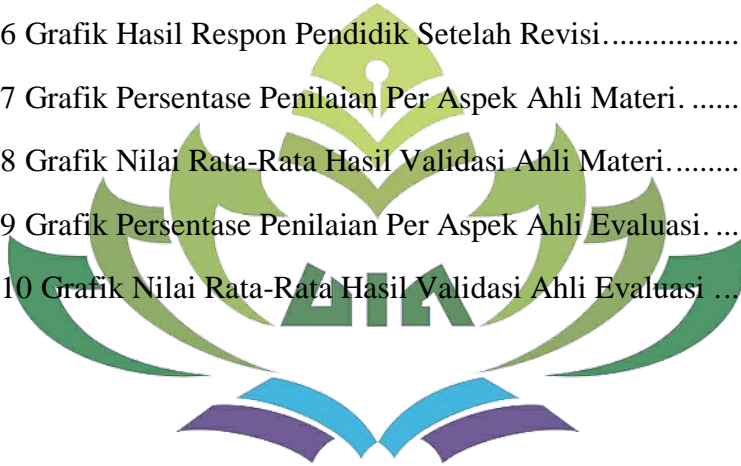 6 Grafik Hasil Respon Pendidik Setelah Revisi..................
7 Grafik Persentase Penilaian Per Aspek Ahli Materi. ......
8 Grafik Nilai Rata-Rata Hasil Validasi Ahli Materi.........
9 Grafik Persentase Penilaian Per Aspek Ahli Evaluasi. ...
10 Grafik Nilai Rata-Rata Hasil Validasi Ahli Evaluasi ...